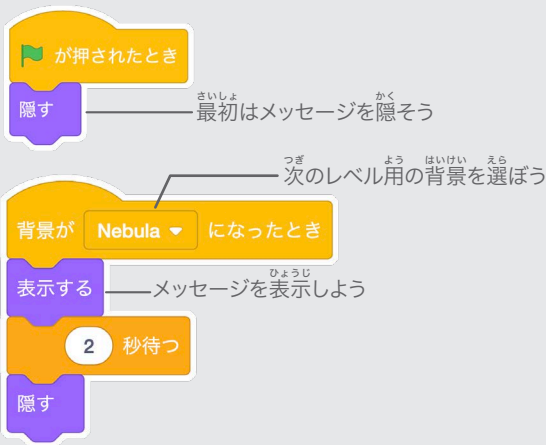 が押されたとき
隠す
さいしょ かく
最初はメッセージを隠そう
つぎ よう はいけい えら
次のレベル用の背景を選ぼう
背景が Nebula になったとき
表示する
ひょうじ
メッセージを表示しよう
2 秒待つ
隠す